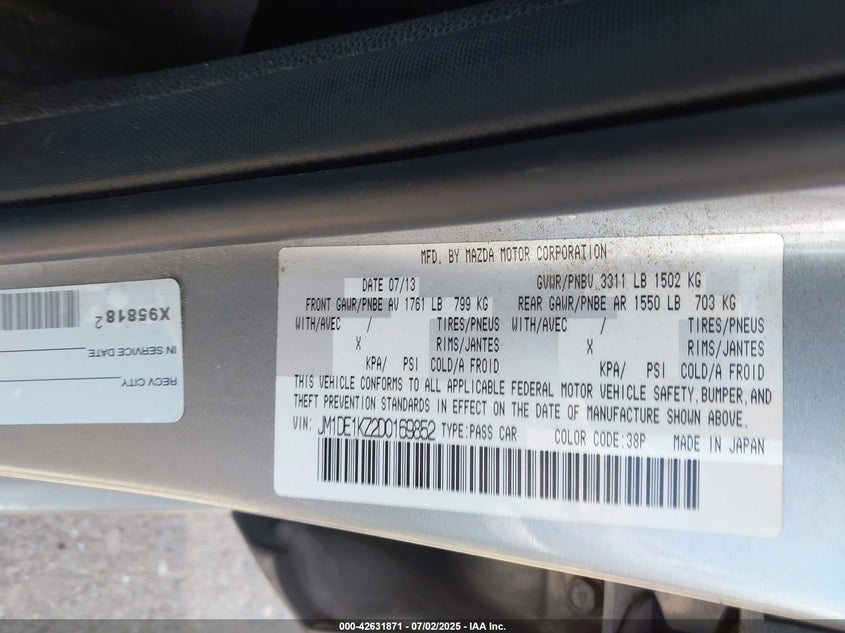 MFD. BY MAZDA MOTOR CORPORATION
DATE 07/13 GVWR/PNBV 3311 LB 1502 KG
FRONT GAWR/PNBE AV 1761 LB 799 KG REAR GAWR/PNBE AR 1550 LB 703 KG
WITH/AVEC / TIRES/PNEUS WITH/AVEC / TIRES/PNEUS
X RIMS/JANTES X RIMS/JANTES
KPA/ PSI COLD/A FROID KPA/ PSI COLD/A FROID
THIS VEHICLE CONFORMS TO ALL APPLICABLE FEDERAL MOTOR VEHICLE SAFETY, BUMPER, AND
THEFT PREVENTION STANDARDS IN EFFECT ON THE DATE OF MANUFACTURE SHOWN ABOVE.
VIN: JM1DE1KZ2D0169852 TYPE:PASS CAR COLOR CODE:38P MADE IN JAPAN
X95818 2
IN SERVICE DATE
RECV CITY
000-42631871 / 07/02/2025 - IAA Inc.